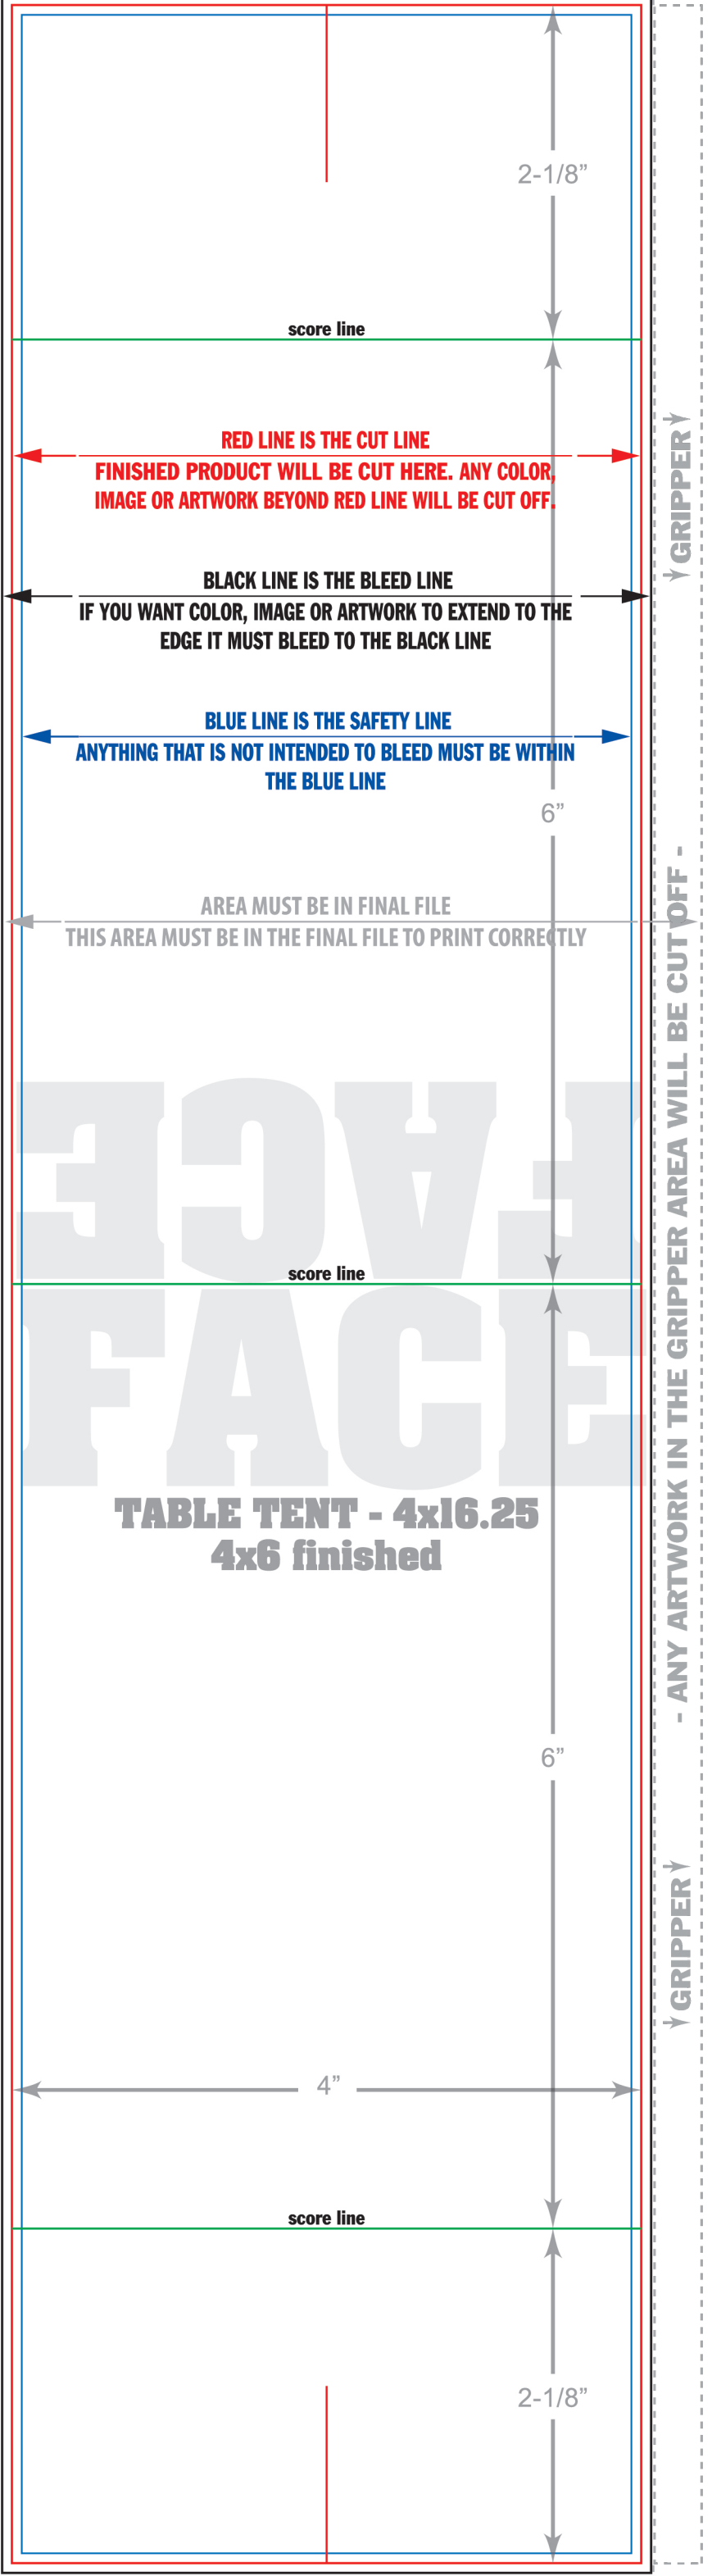 2-1/8”
score line
RED LINE IS THE CUT LINE
FINISHED PRODUCT WILL BE CUT HERE. ANY COLOR,
IMAGE OR ARTWORK BEYOND RED LINE WILL BE CUT OFF.
GRIPPER
BLACK LINE IS THE BLEED LINE
IF YOU WANT COLOR, IMAGE OR ARTWORK TO EXTEND TO THE
EDGE IT MUST BLEED TO THE BLACK LINE
BLUE LINE IS THE SAFETY LINE
ANYTHING THAT IS NOT INTENDED TO BLEED MUST BE WITHIN
THE BLUE LINE
6”
AREA MUST BE IN FINAL FILE
THIS AREA MUST BE IN THE FINAL FILE TO PRINT CORRECTLY
- ANY ARTWORK IN THE GRIPPER AREA WILL BE CUT OFF -
FACE
score line
FACE
TABLE TENT - 4x16.25
4x6 finished
6”
GRIPPER
4”
score line
2-1/8”